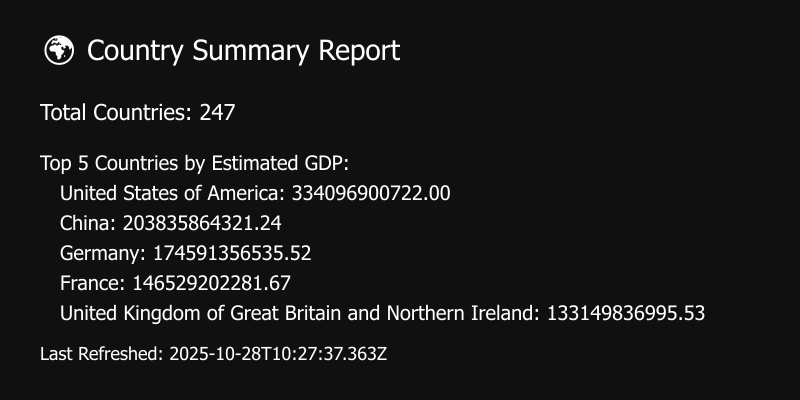 Country Summary Report
Total Countries: 247
Top 5 Countries by Estimated GDP:
United States of America: 334096900722.00
China: 203835864321.24
Germany: 174591356535.52
France: 146529202281.67
United Kingdom of Great Britain and Northern Ireland: 133149836995.53
Last Refreshed: 2025-10-28T10:27:37.363Z